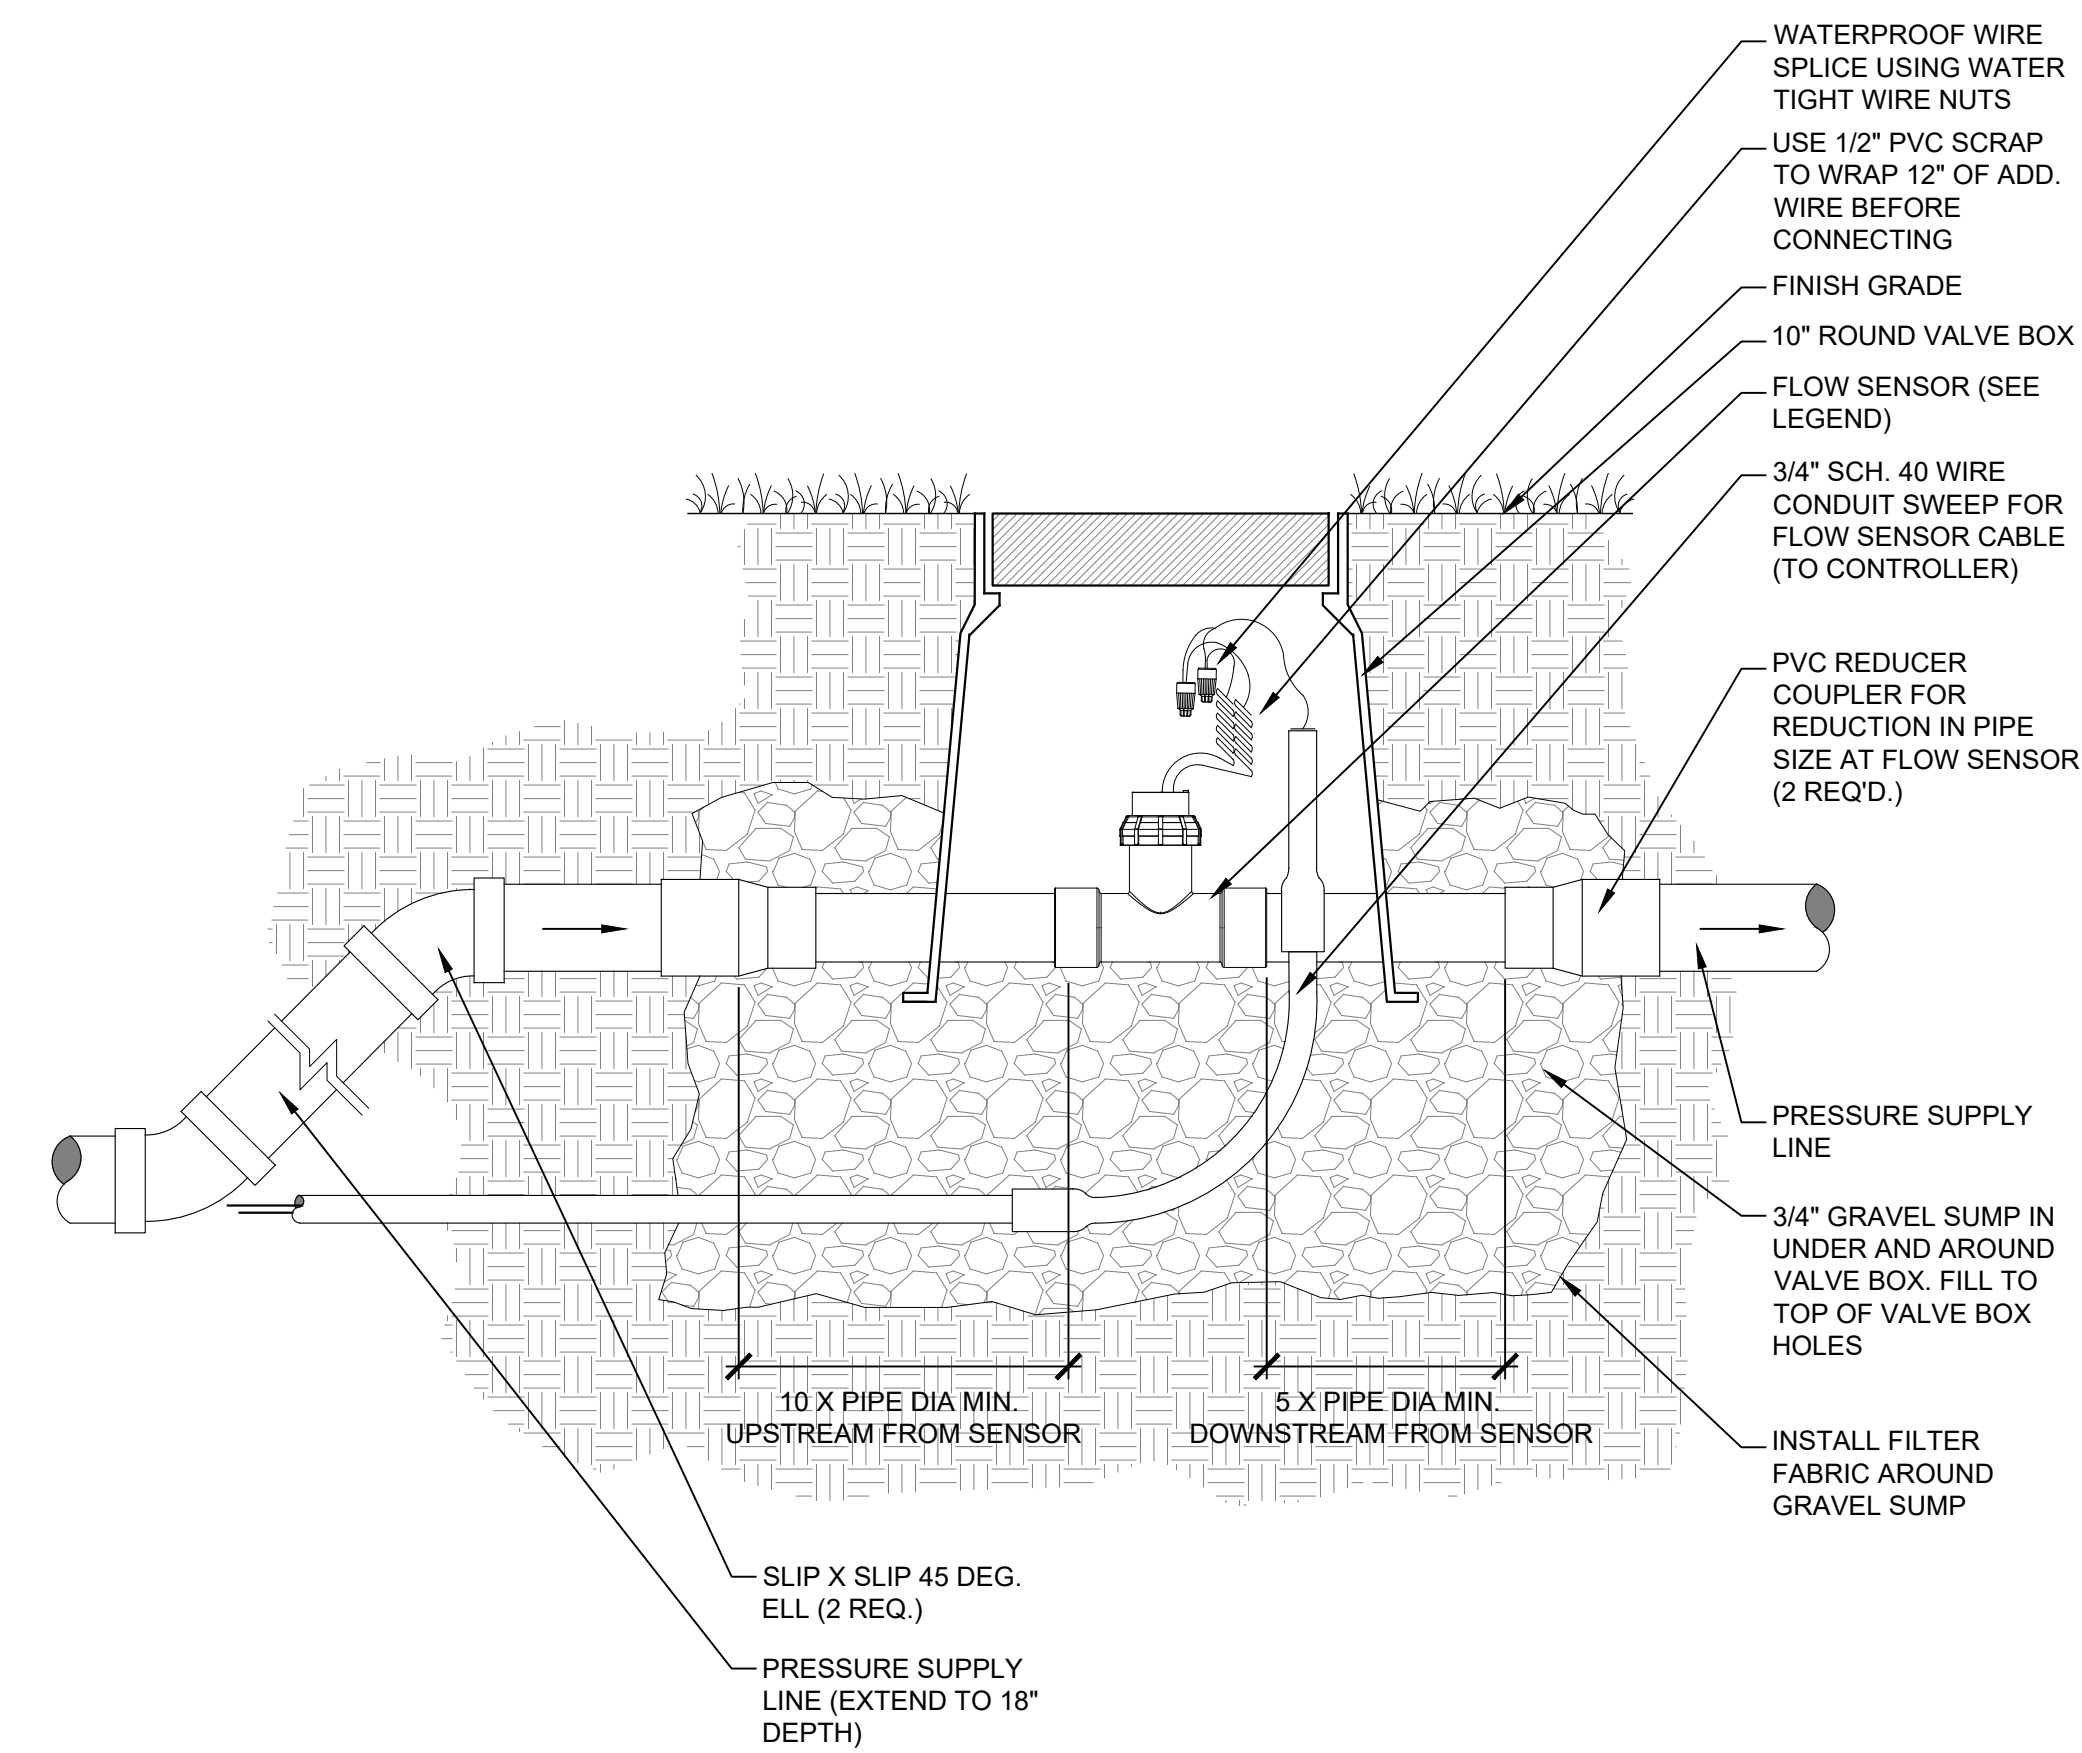 WATERPROOF WIRE
SPLICE USING WATER
TIGHT WIRE NUTS
USE 1/2" PVC SCRAP
TO WRAP 12" OF ADD.
WIRE BEFORE
CONNECTING
FINISH GRADE
10" ROUND VALVE BOX
FLOW SENSOR (SEE
LEGEND)
3/4" SCH. 40 WIRE
CONDUIT SWEEP FOR
FLOW SENSOR CABLE
(TO CONTROLLER)
PVC REDUCER
COUPLER FOR
REDUCTION IN PIPE
SIZE AT FLOW SENSOR
(2 REQ'D.)
PRESSURE SUPPLY
LINE
3/4" GRAVEL SUMP IN
UNDER AND AROUND
VALVE BOX. FILL TO
TOP OF VALVE BOX
HOLES
INSTALL FILTER
FABRIC AROUND
GRAVEL SUMP
10 X PIPE DIA MIN.
UPSTREAM FROM SENSOR
5 X PIPE DIA MIN.
DOWNSTREAM FROM SENSOR
SLIP X SLIP 45 DEG.
ELL (2 REQ.)
PRESSURE SUPPLY
LINE (EXTEND TO 18"
DEPTH)